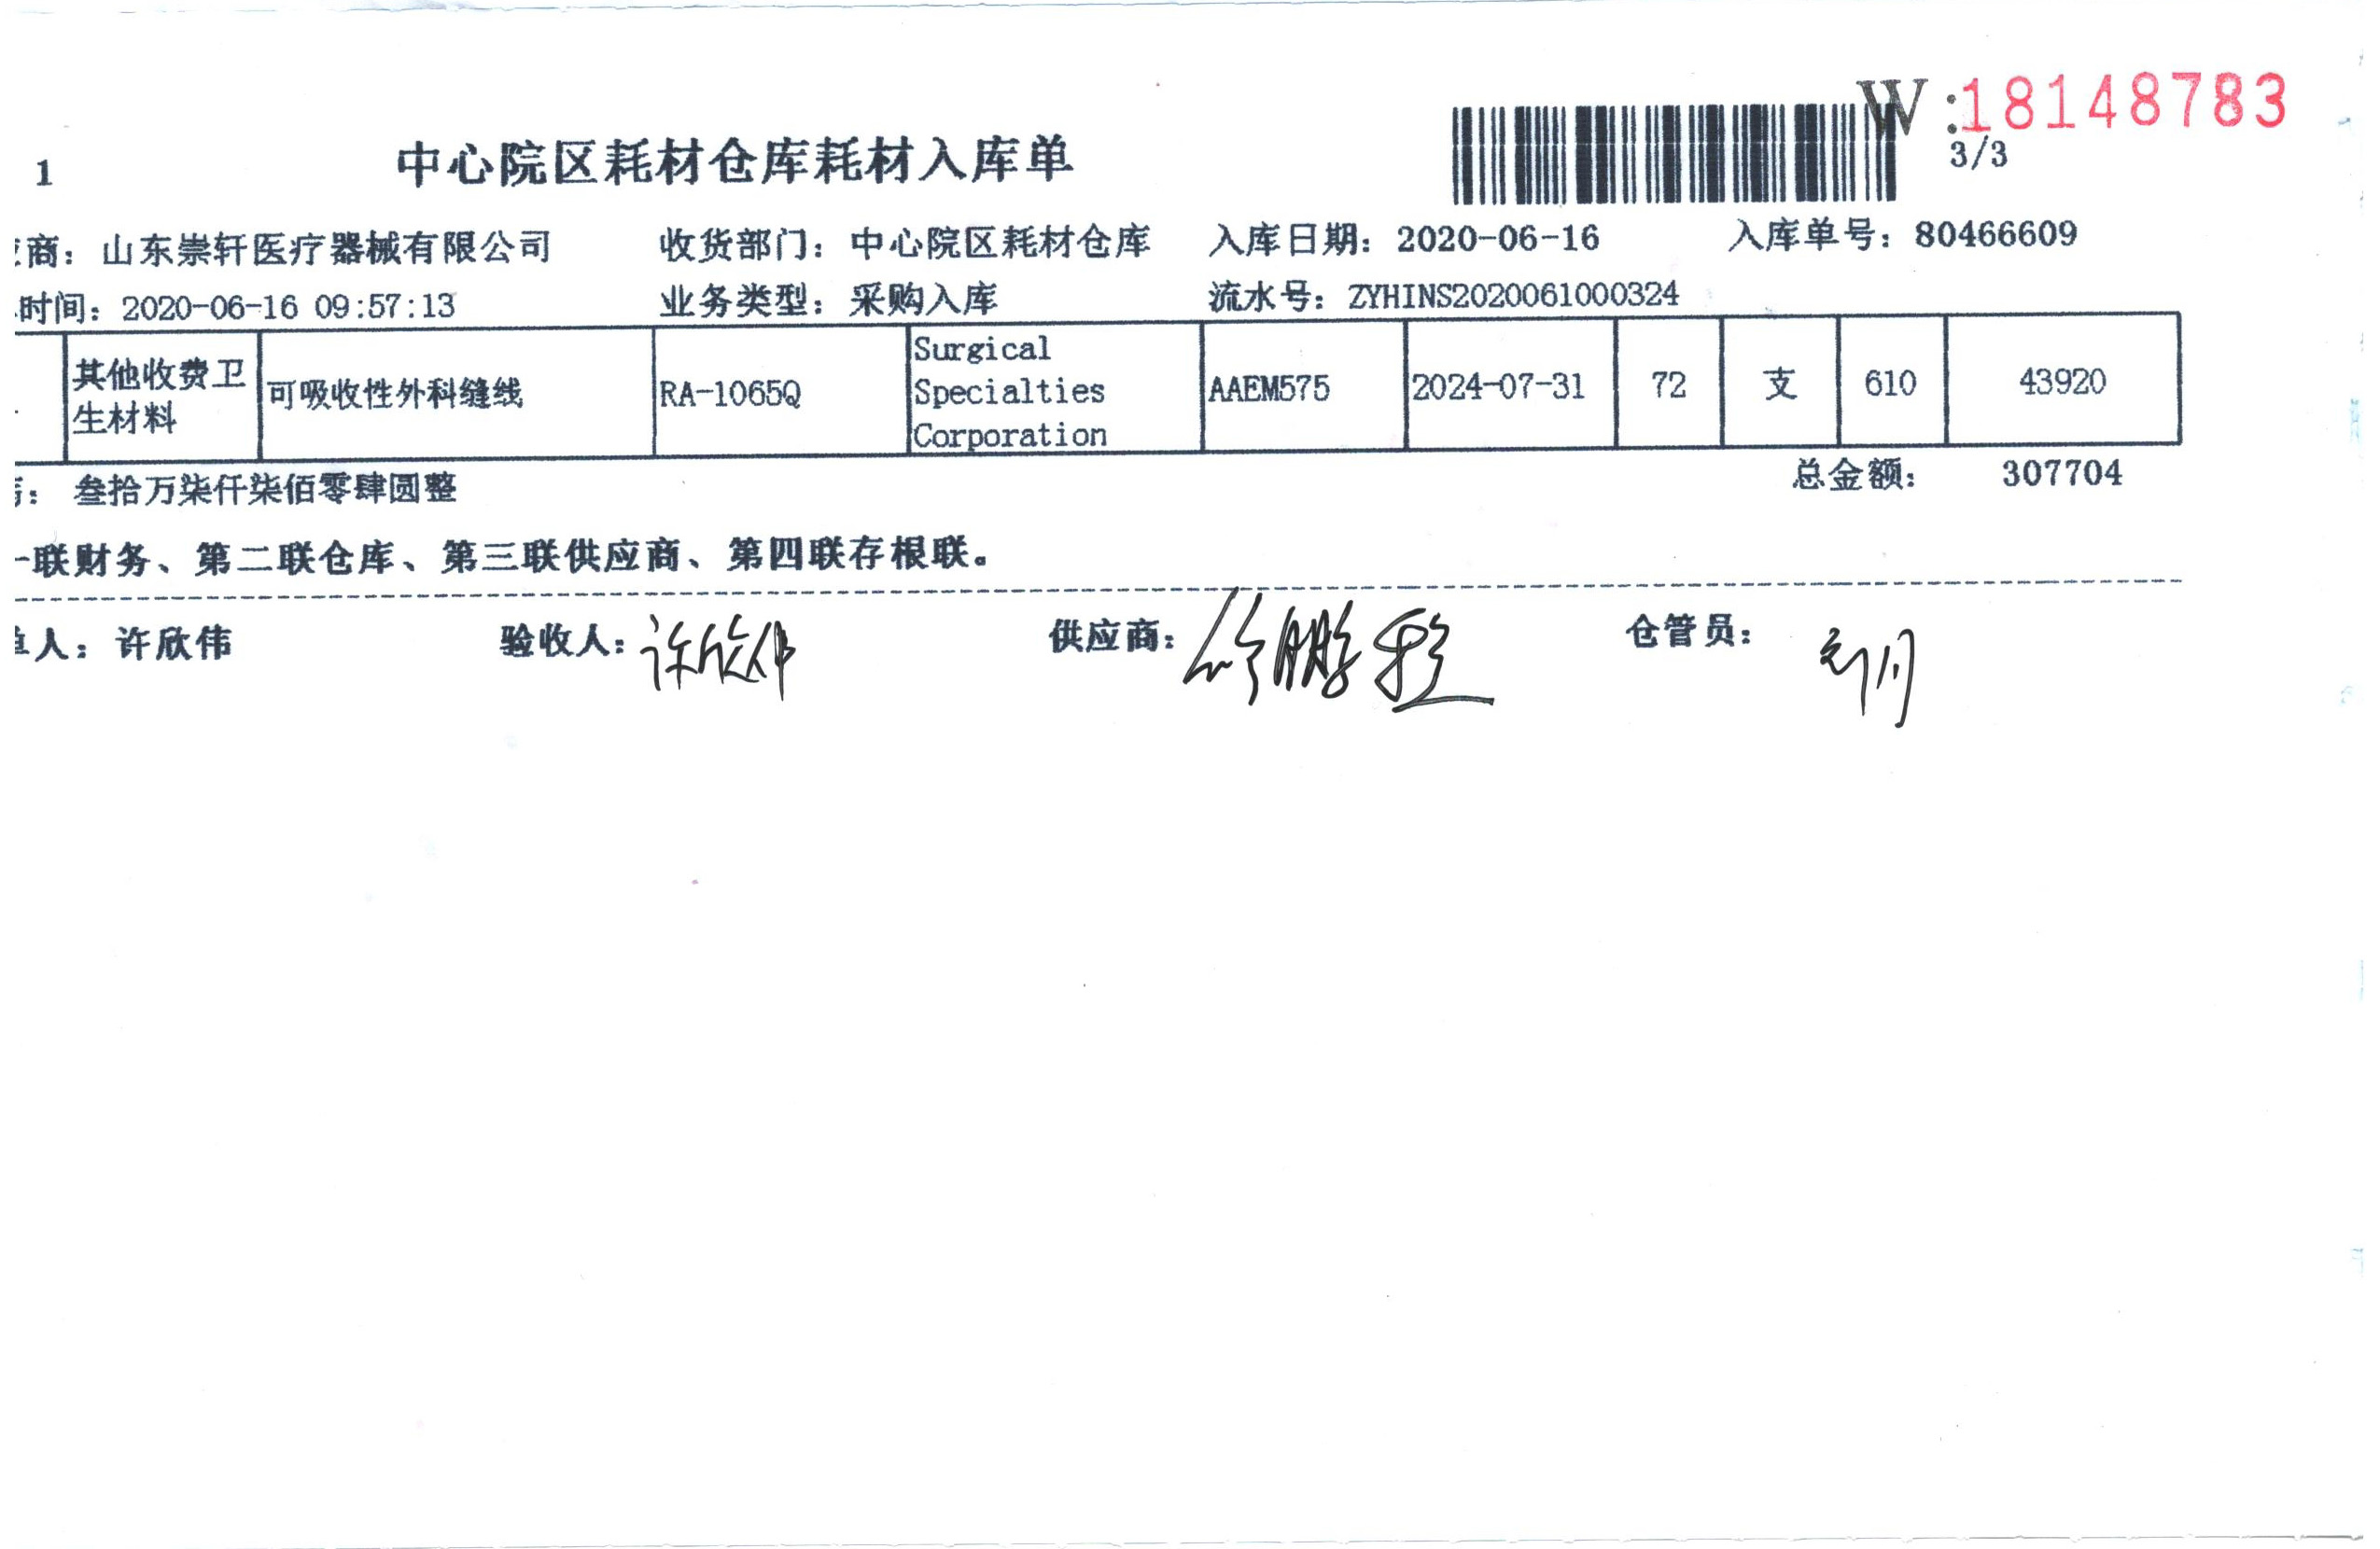 W:18148783
3/3
1
中心院区耗材仓库耗材入库单
商：山东崇轩医疗器械有限公司 收货部门：中心院区耗材仓库 入库日期：2020-06-16 入库单号：80466609
时间：2020-06-16 09:57:13 业务类型：采购入库 流水号：ZYHINS2020061000324
其他收费卫生材料 可吸收性外科缝线 RA-1065Q Surgical Specialties Corporation AAEM575 2024-07-31 72 支 610 43920
叁拾万柒仟柒佰零肆圆整 总金额：307704
一联财务、第二联仓库、第三联供应商、第四联存根联。
单人：许欣伟 验收人：许欣伟 供应商： 仓管员：